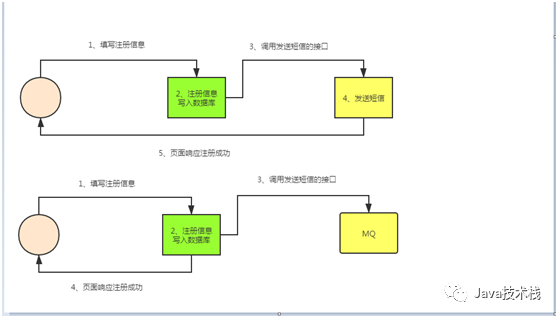 1、填写注册信息
3、调用发送短信的接口
2、注册信息
写入数据库
4、发送短信
5、页面响应注册成功
1、填写注册信息
3、调用发送短信的接口
2、注册信息
写入数据库
MQ
4、页面响应注册成功
Java技术栈